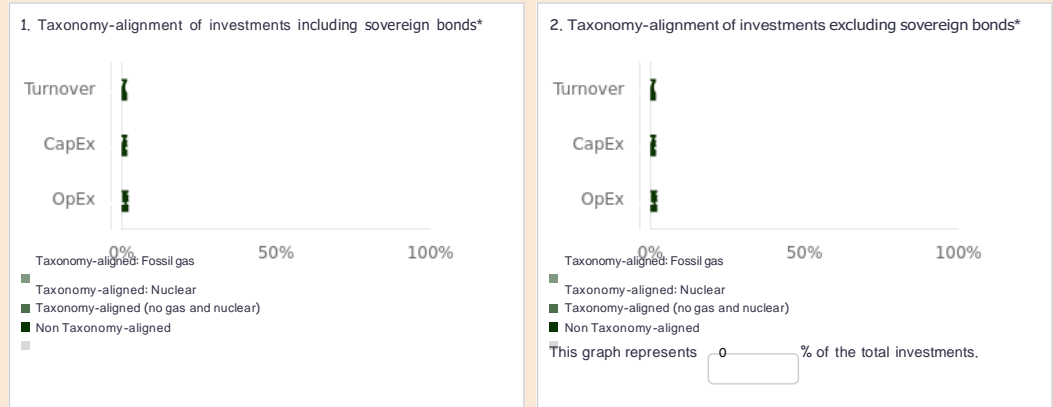 1. Taxonomy-alignment of investments including sovereign bonds*
Turnover
CapEx
OpEx
0% 50% 100%
Taxonomy-aligned: Fossil gas
Taxonomy-aligned: Nuclear
Taxonomy-aligned (no gas and nuclear)
Non Taxonomy-aligned
2. Taxonomy-alignment of investments excluding sovereign bonds*
Turnover
CapEx
OpEx
0% 50% 100%
Taxonomy-aligned: Fossil gas
Taxonomy-aligned: Nuclear
Taxonomy-aligned (no gas and nuclear)
Non Taxonomy-aligned
This graph represents 0 % of the total investments.